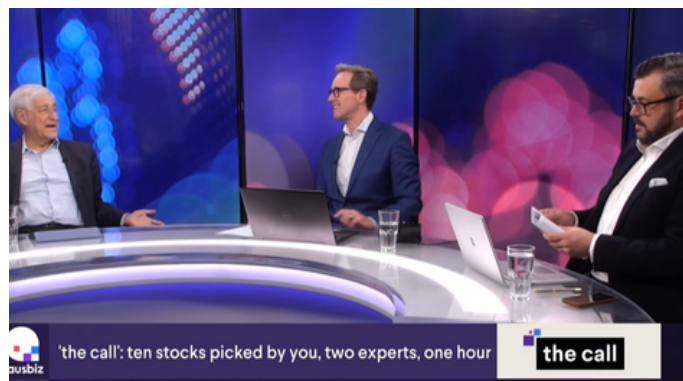 'the call': ten stocks picked by you, two experts, one hour
the call
ausbiz